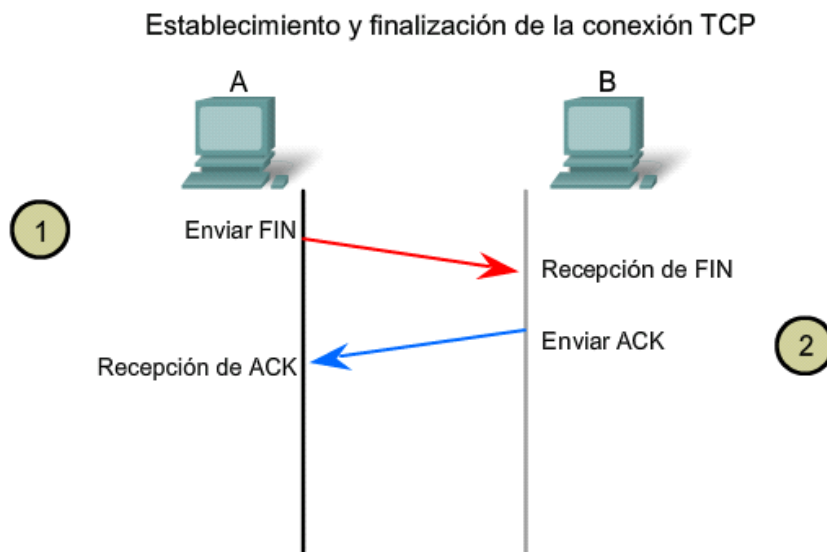 Establecimiento y finalización de la conexión TCP
A
B
1
Enviar FIN
Recepción de FIN
Enviar ACK
2
Recepción de ACK